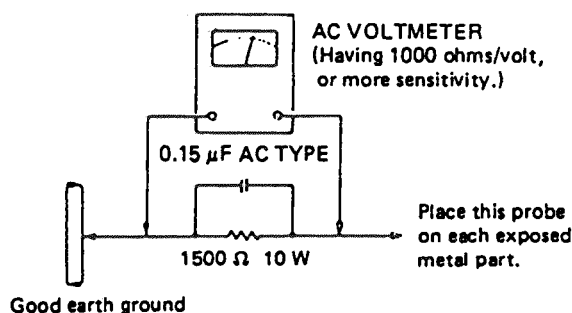 AC VOLTMETER
(Having 1000 ohms/volt,
or more sensitivity.)
0.15 µF AC TYPE
1500 Ω 10 W
Place this probe
on each exposed
metal part.
Good earth ground